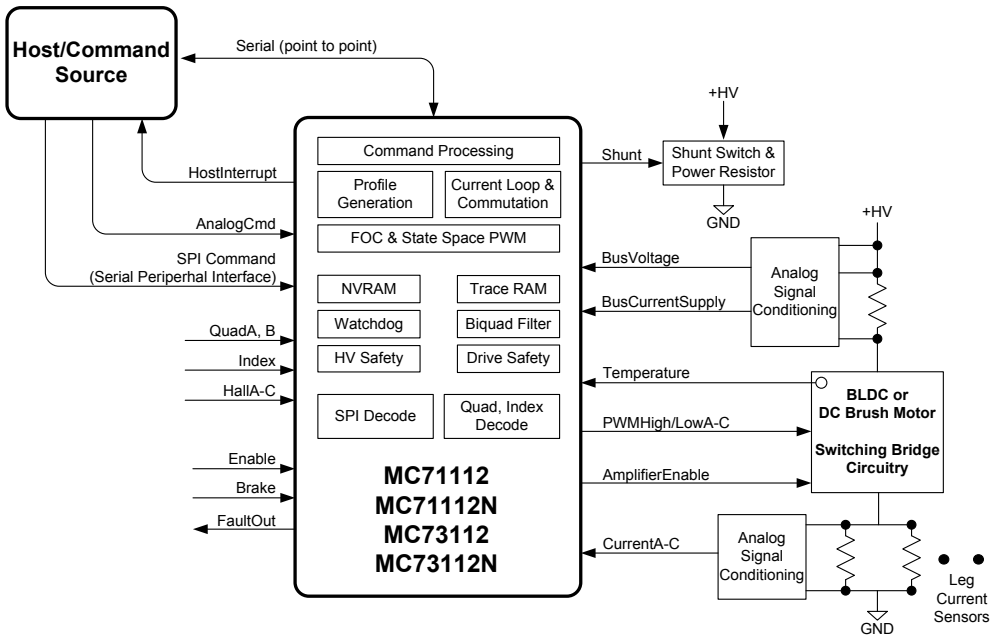 Host/Command
Source
Serial (point to point)
HostInterrupt
AnalogCmd
SPI Command
(Serial Periperhal Interface)
QuadA, B
Index
HallA-C
Enable
Brake
FaultOut
Command Processing
Profile
Generation
Current Loop &
Commutation
FOC & State Space PWM
NVRAM
Trace RAM
Watchdog
Biquad Filter
HV Safety
Drive Safety
SPI Decode
Quad, Index
Decode
MC71112
MC71112N
MC73112
MC73112N
Shunt
+HV
Shunt Switch &
Power Resistor
GND
+HV
BusVoltage
BusCurrentSupply
Analog
Signal
Conditioning
Temperature
PWMHigh/LowA-C
AmplifierEnable
BLDC or
DC Brush Motor
Switching Bridge
Circuitry
CurrentA-C
Analog
Signal
Conditioning
GND
Leg
Current
Sensors